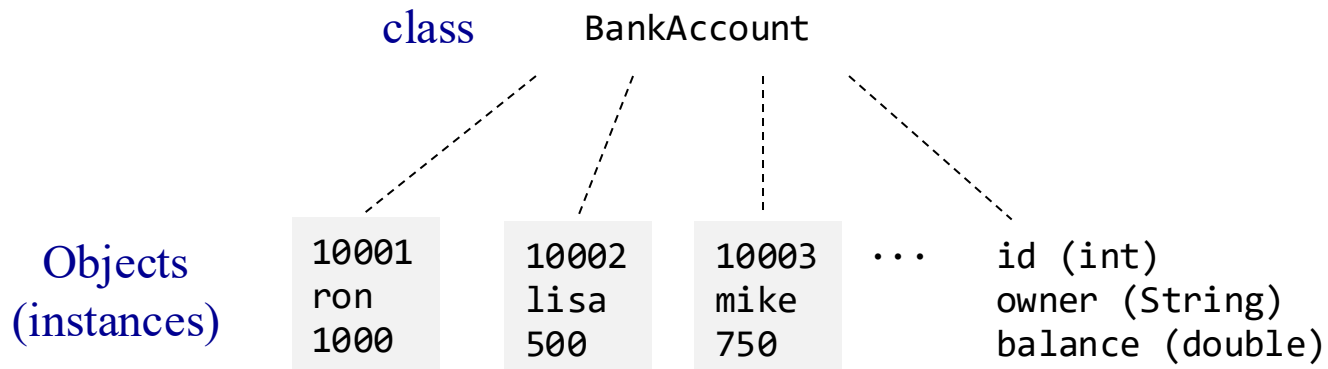 class BankAccount
Objects
(instances)
10001
ron
1000
10002
lisa
500
10003
mike
750
...
id (int)
owner (String)
balance (double)